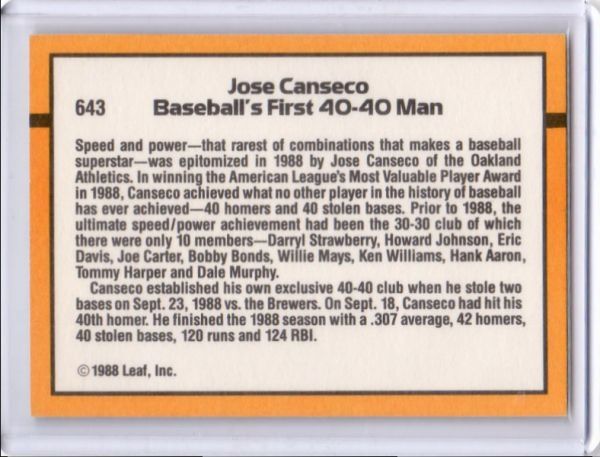 Jose Canseco
643 Baseball's First 40-40 Man
Speed and power—that rarest of combinations that makes a baseball
superstar—was epitomized in 1988 by Jose Canseco of the Oakland
Athletics. In winning the American League's Most Valuable Player Award
in 1988, Canseco achieved what no other player in the history of baseball
has ever achieved—40 homers and 40 stolen bases. Prior to 1988, the
ultimate speed/power achievement had been the 30-30 club of which
there were only 10 members—Darryl Strawberry, Howard Johnson, Eric
Davis, Joe Carter, Bobby Bonds, Willie Mays, Ken Williams, Hank Aaron,
Tommy Harper and Dale Murphy.
Canseco established his own exclusive 40-40 club when he stole two
bases on Sept. 23, 1988 vs. the Brewers. On Sept. 18, Canseco had hit his
40th homer. He finished the 1988 season with a .307 average, 42 homers,
40 stolen bases, 120 runs and 124 RBI.
©1988 Leaf, Inc.